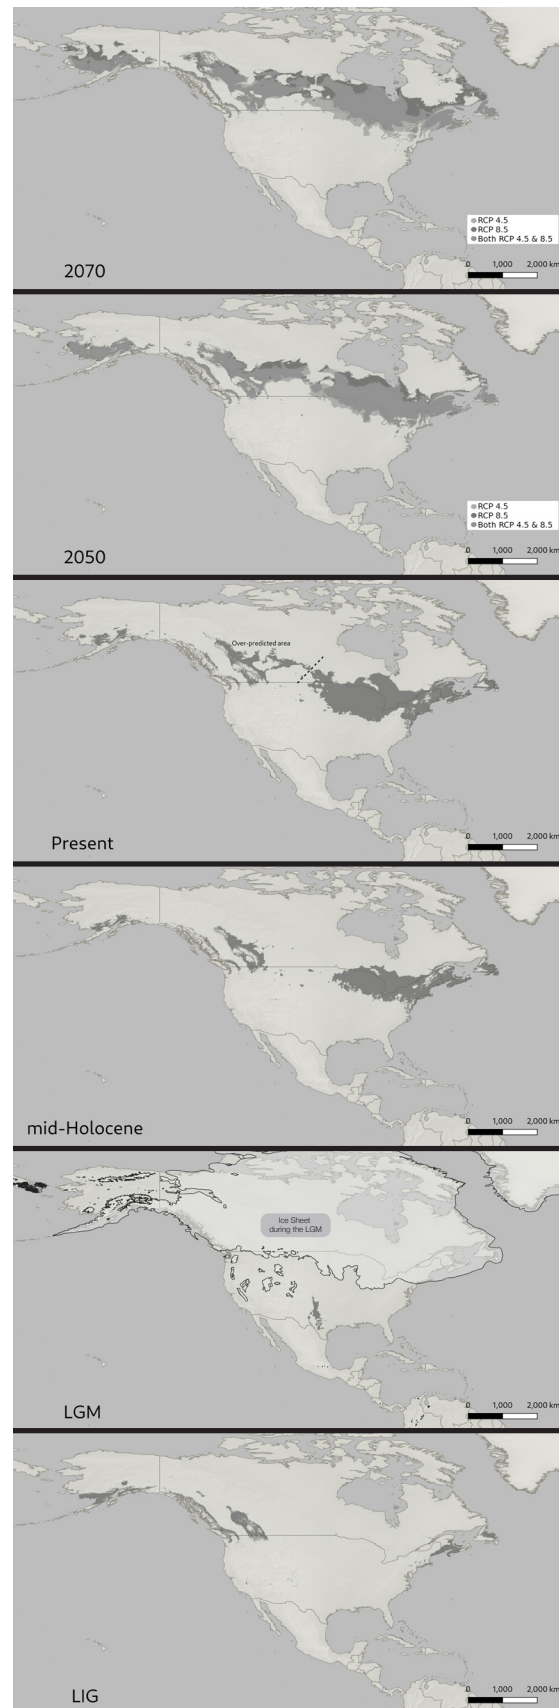 RCP 4.5
RCP 8.5
Both RCP 4.5 & 8.5
0 1,000 2,000 km
2070
RCP 4.5
RCP 8.5
Both RCP 4.5 & 8.5
0 1,000 2,000 km
2050
Over-predicted area
0 1,000 2,000 km
Present
0 1,000 2,000 km
mid-Holocene
Ice Sheet
during the LGM
0 1,000 2,000 km
LGM
0 1,000 2,000 km
LIG